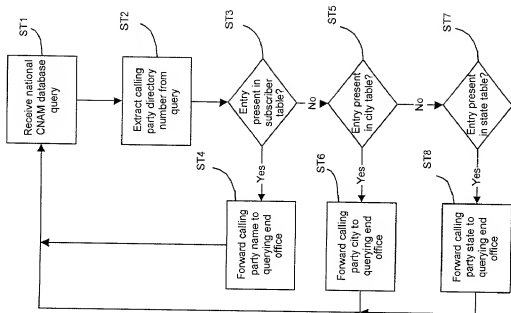 ST1
Receive national
CNAM database
query
ST2
Extract calling
party directory
number from
query
ST3
Entry
present in
subscriber
table?
No
ST5
Entry present
in city table?
No
ST7
Entry present
in state table?
Yes
Yes
Yes
ST4
Forward calling
party name to
querying end
office
ST6
Forward calling
party city to
querying end
office
ST8
Forward calling
party state to
querying end
office